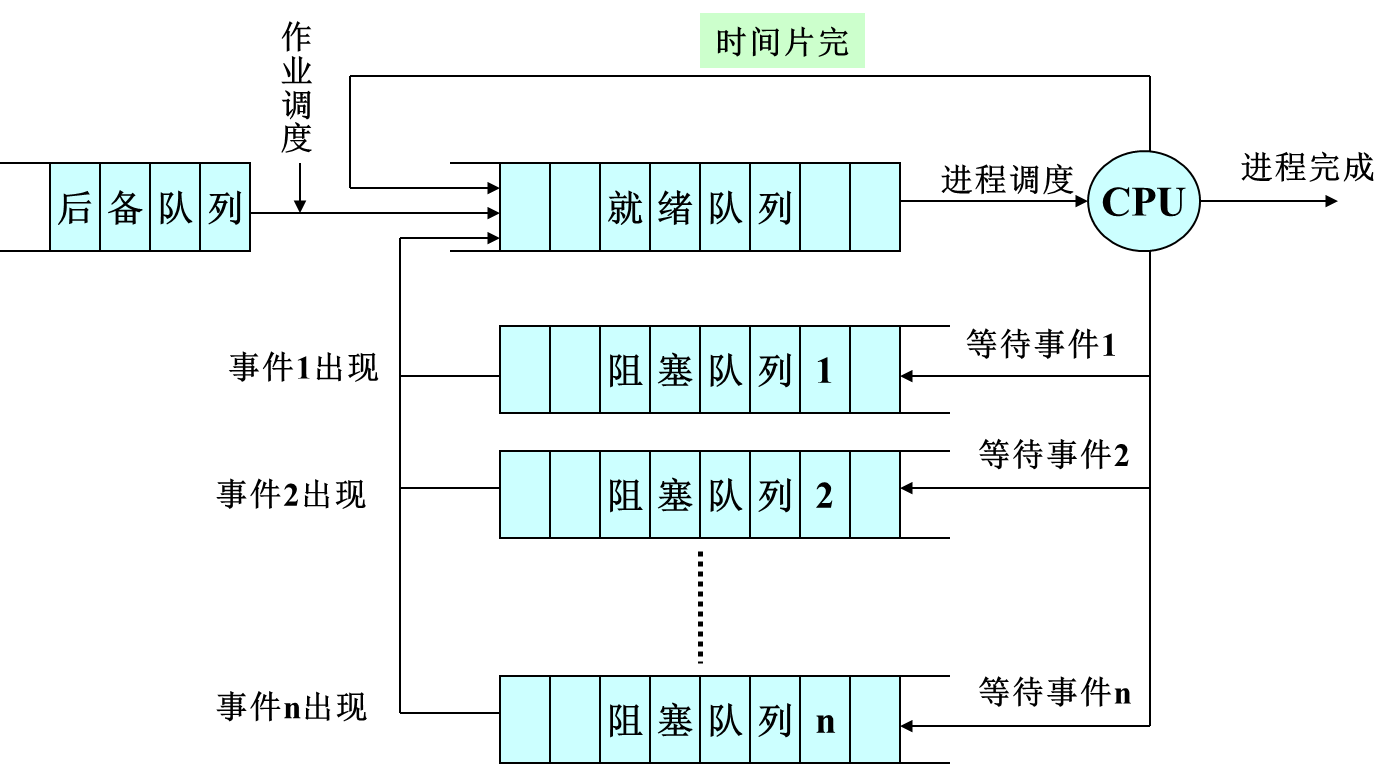 时间片完
作业调度
后备队列
就绪队列
进程调度
CPU
进程完成
事件1出现
阻塞队列1
等待事件1
事件2出现
阻塞队列2
等待事件2
事件n出现
阻塞队列n
等待事件n